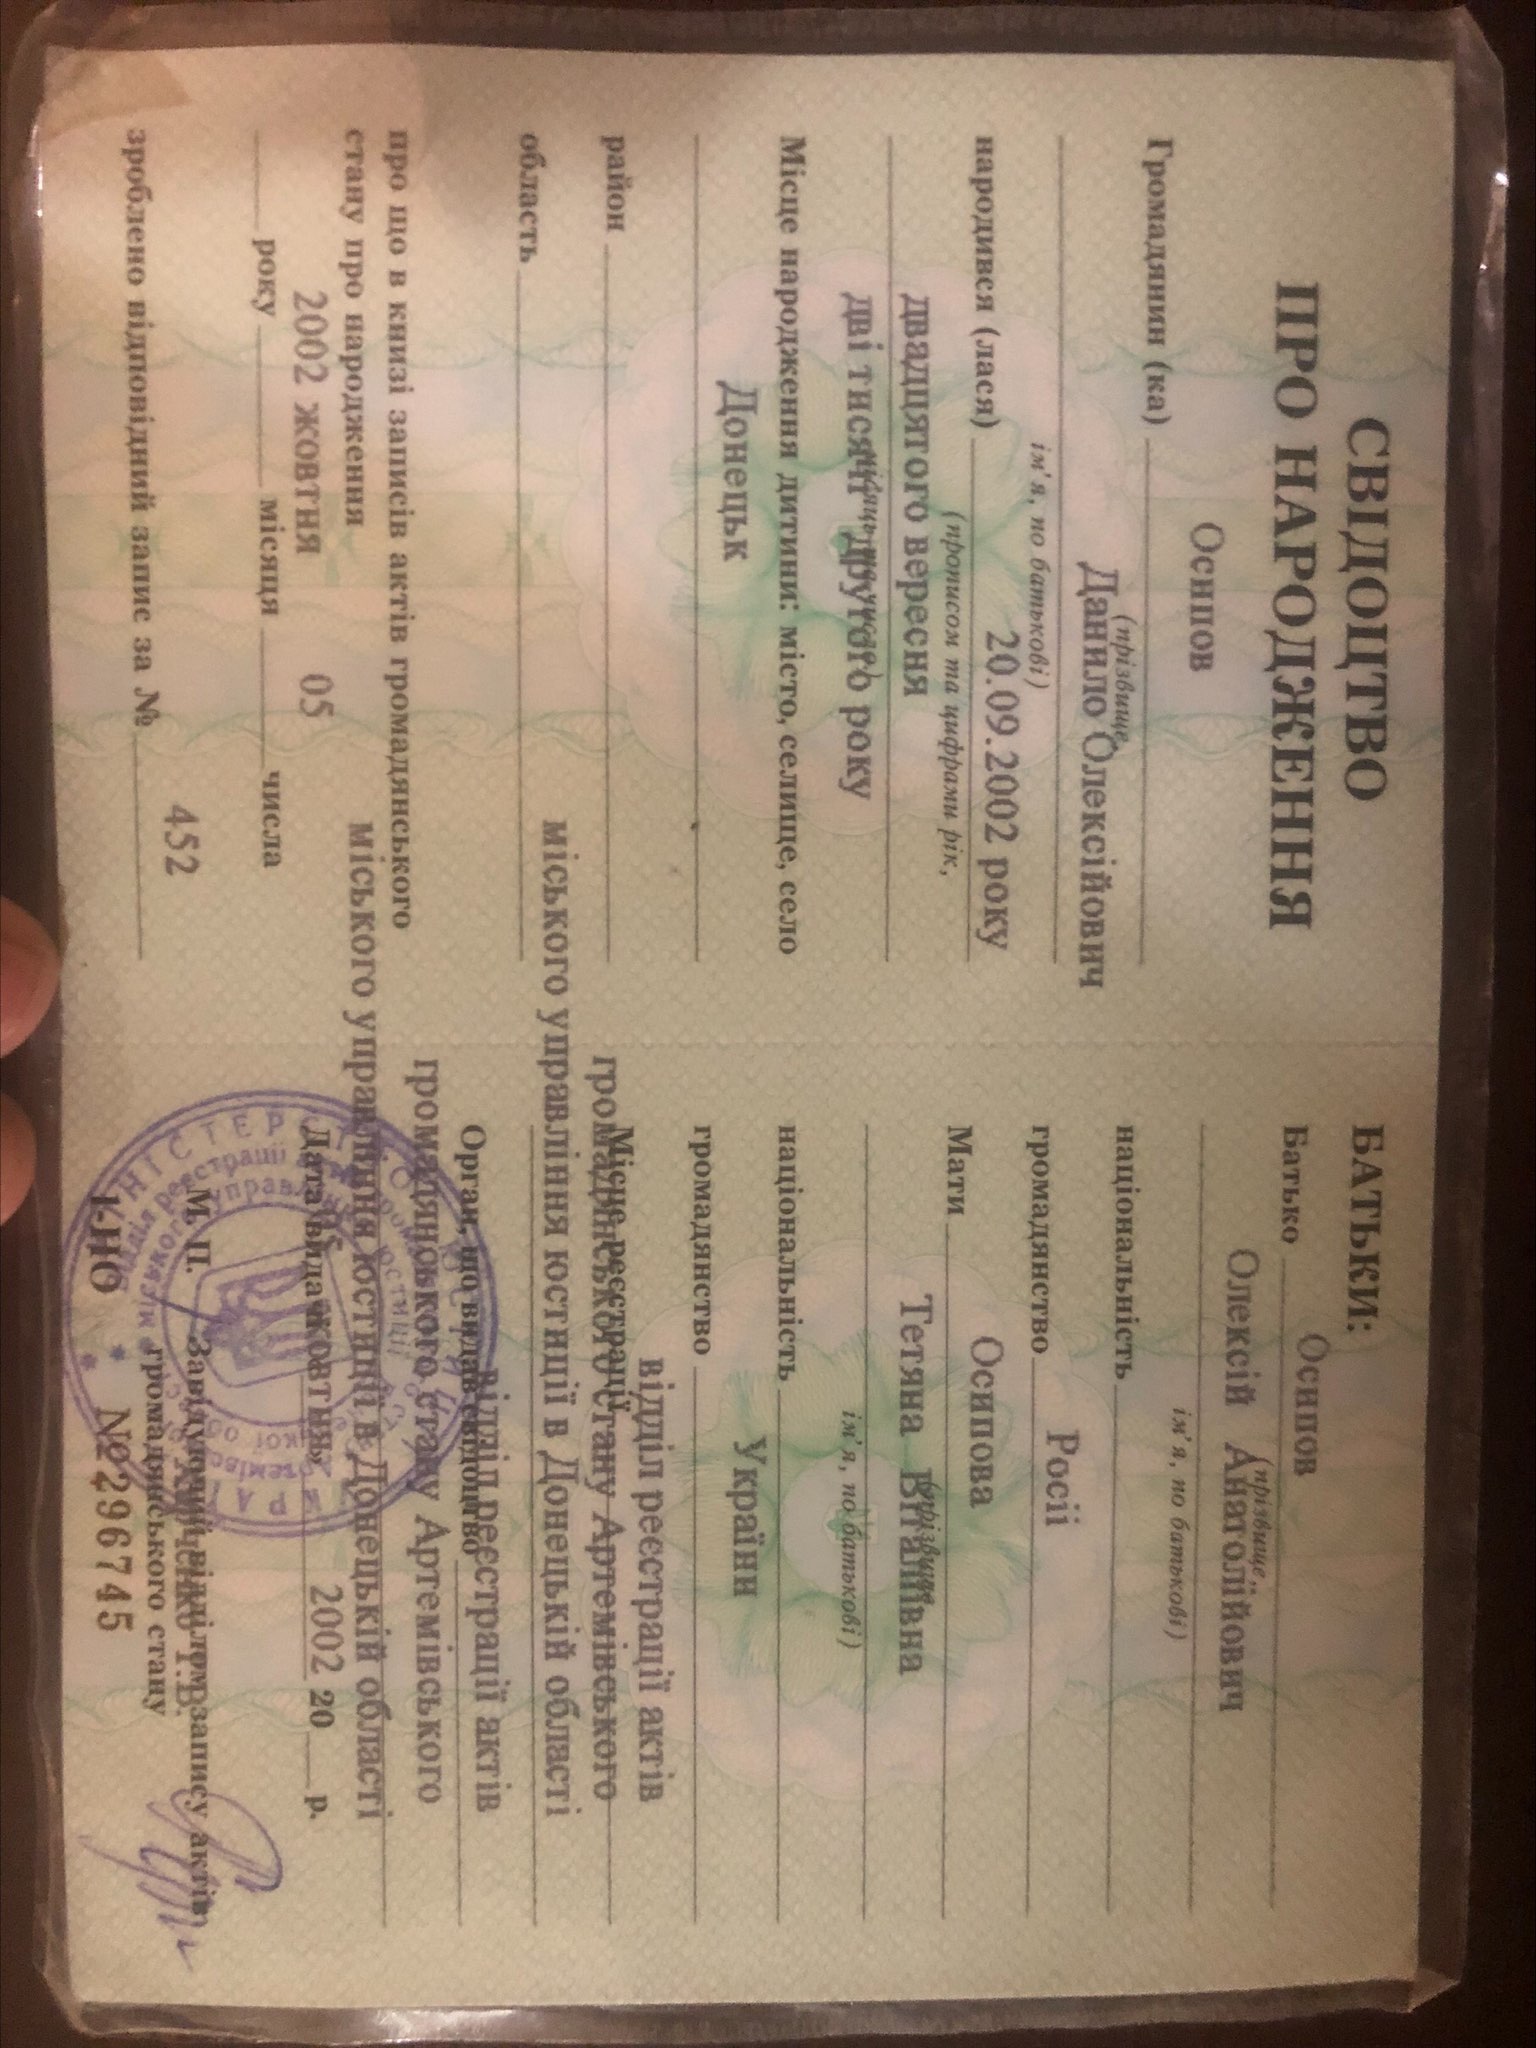 СВІДОЦТВО
ПРО НАРОДЖЕННЯ
Осипов
Громадянин (ка)
(прізвище,
Данило Олексійович
ім'я, по батькові)
народився (лася) 20.09.2002 року
(прописом та цифрами рік,
двадцятого вересня
дві тисячі другого року
Місце народження дитини: місто, селище, село
Донецьк
район
область
про що в книзі записів актів громадянського
стану про народження
2002 жовтня 05
року місяця числа
452
зроблено відповідний запис за №
БАТЬКИ:
Осипов
Батько
(прізвище,
Олексій Анатолійович
ім'я, по батькові)
національність
громадянство Росії
Осипова
Мати
(прізвище,
Тетяна Віталіївна
ім'я, по батькові)
національність
Україин
громадянство
відділ реєстрації актів
Місце реєстрації
громадянського стану Артемівського
міського управління юстиції в Донецькій області
відділ реєстрації актів
Орган, що видав свідоцтво
громадянського стану Артемівського
міського управління юстиції в Донецькій області
Дата видачі 05 жовтня 2002 20 р.
М. П. Завідуючий відділом запису актів
громадянського стану
І-НО № 296745